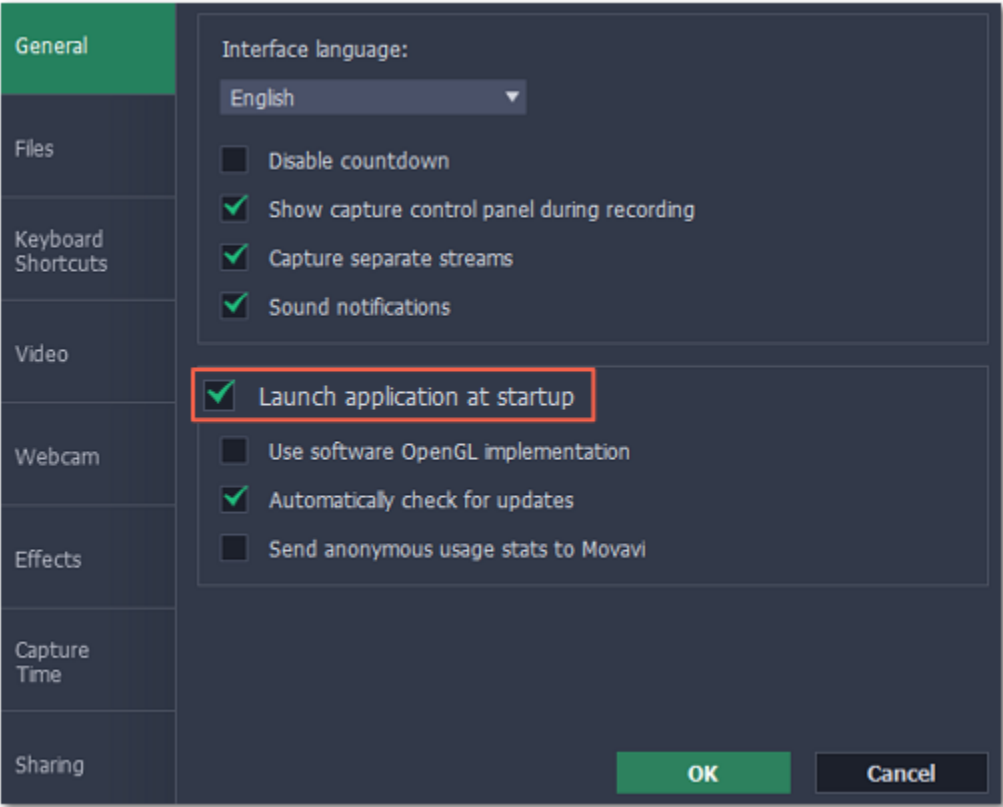 General
Files
Keyboard
Shortcuts
Video
Webcam
Effects
Capture
Time
Sharing
Interface language:
English
Disable countdown
Show capture control panel during recording
Capture separate streams
Sound notifications
Launch application at startup
Use software OpenGL implementation
Automatically check for updates
Send anonymous usage stats to Movavi
OK
Cancel